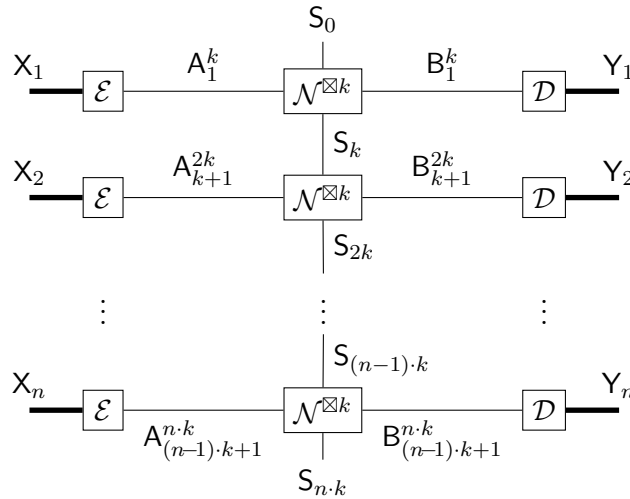 S_0
X_1 ℰ A_1^k 𝒩^{⊠k} B_1^k 𝒟 Y_1
S_k
X_2 ℰ A_{k+1}^{2k} 𝒩^{⊠k} B_{k+1}^{2k} 𝒟 Y_2
S_{2k}
⋮ ⋮ ⋮
S_{(n−1)·k}
X_n ℰ A_{(n−1)·k+1}^{n·k} 𝒩^{⊠k} B_{(n−1)·k+1}^{n·k} 𝒟 Y_n
S_{n·k}